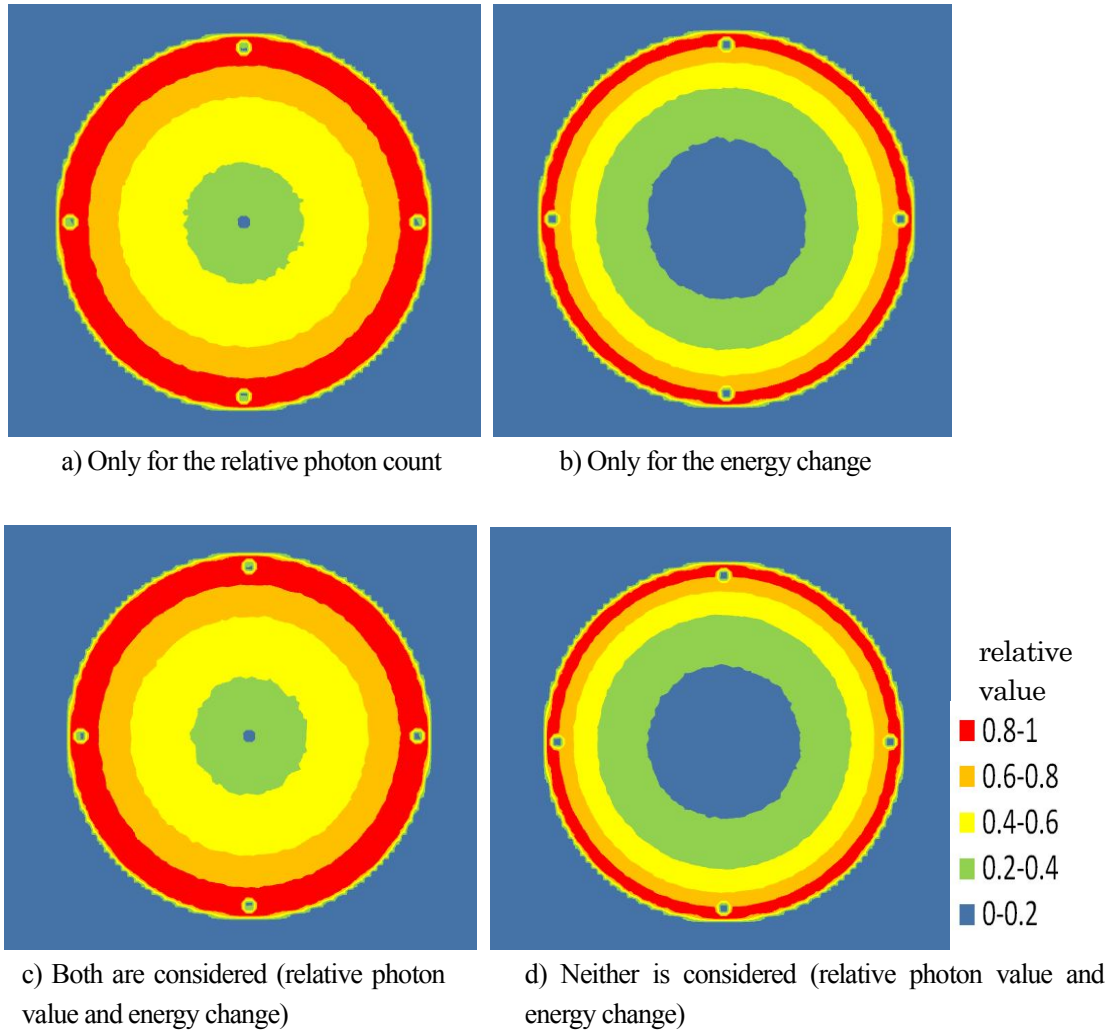 a) Only for the relative photon count
b) Only for the energy change
relative
value
0.8-1
0.6-0.8
0.4-0.6
0.2-0.4
0-0.2
c) Both are considered (relative photon
value and energy change)
d) Neither is considered (relative photon value and
energy change)